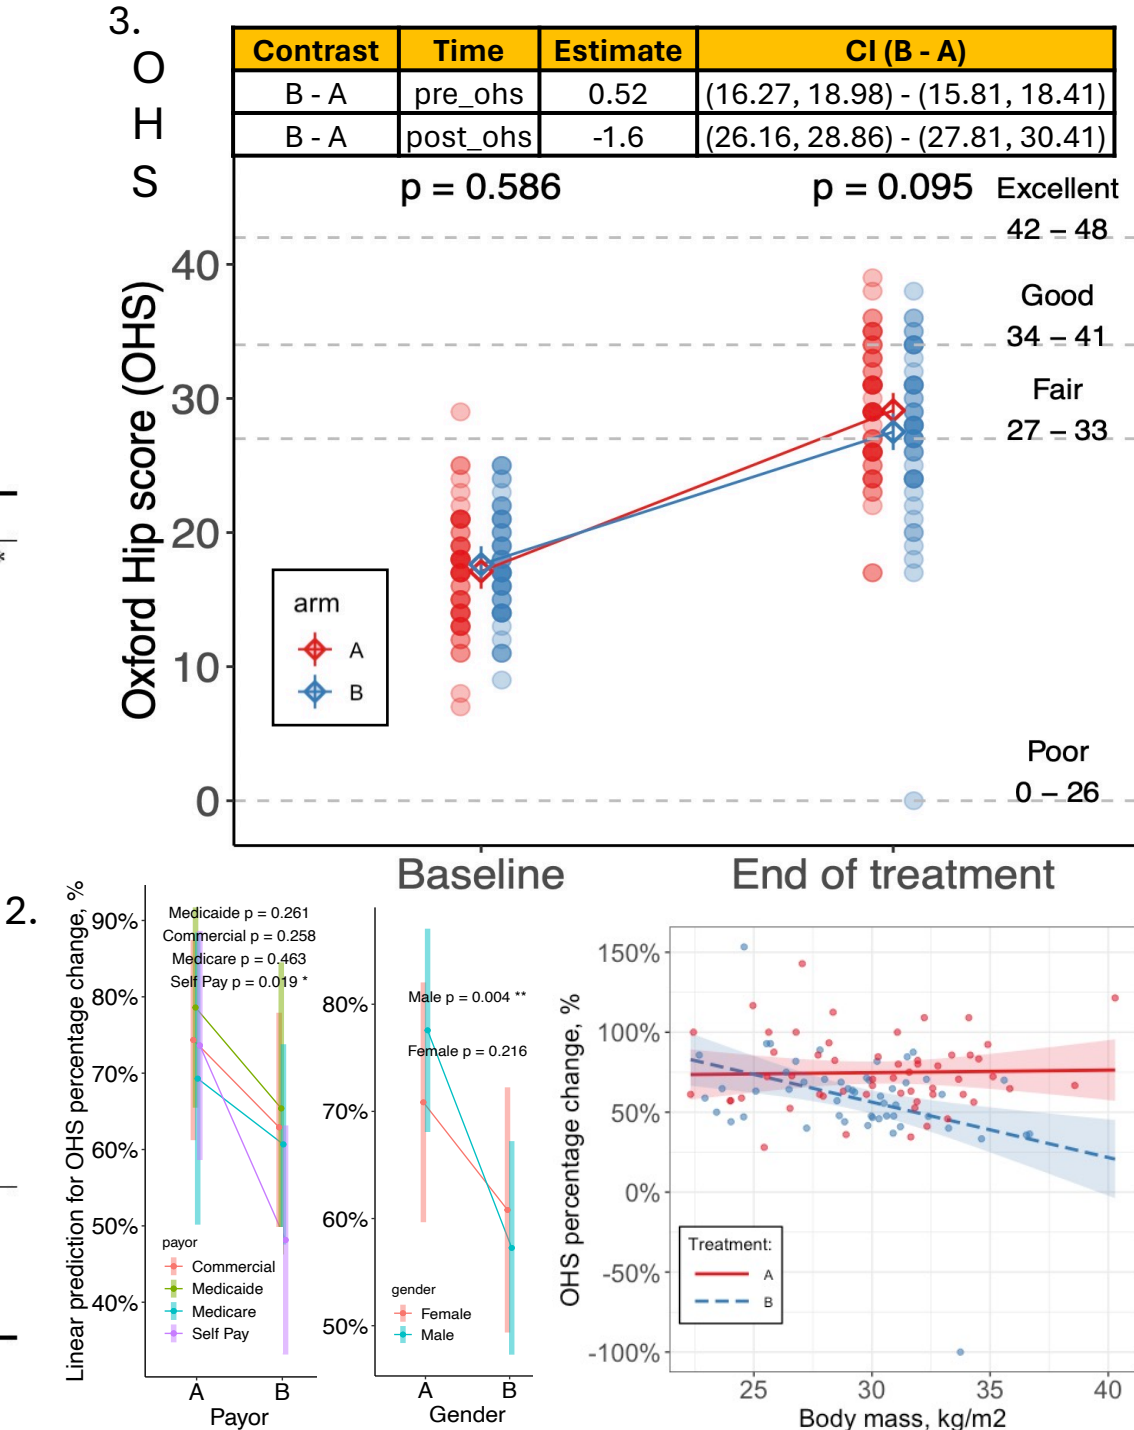 3.
O
H
S
Contrast Time Estimate CI (B - A)
B - A pre_ohs 0.52 (16.27, 18.98) - (15.81, 18.41)
B - A post_ohs -1.6 (26.16, 28.86) - (27.81, 30.41)
p = 0.586 p = 0.095
Excellent
42 – 48
Good
34 – 41
Fair
27 – 33
Poor
0 – 26
Oxford Hip score (OHS)
40
30
20
10
0
arm
A
B
Baseline End of treatment
*
2.
Linear prediction for OHS percentage change, %
90%
80%
70%
60%
50%
40%
Medicaide p = 0.261
Commercial p = 0.258
Medicare p = 0.463
Self Pay p = 0.019 *
payor
Commercial
Medicaide
Medicare
Self Pay
A B
Payor
80%
70%
60%
50%
Male p = 0.004 **
Female p = 0.216
gender
Female
Male
A B
Gender
OHS percentage change, %
150%
100%
50%
0%
-50%
-100%
Treatment:
A
B
25 30 35 40
Body mass, kg/m2